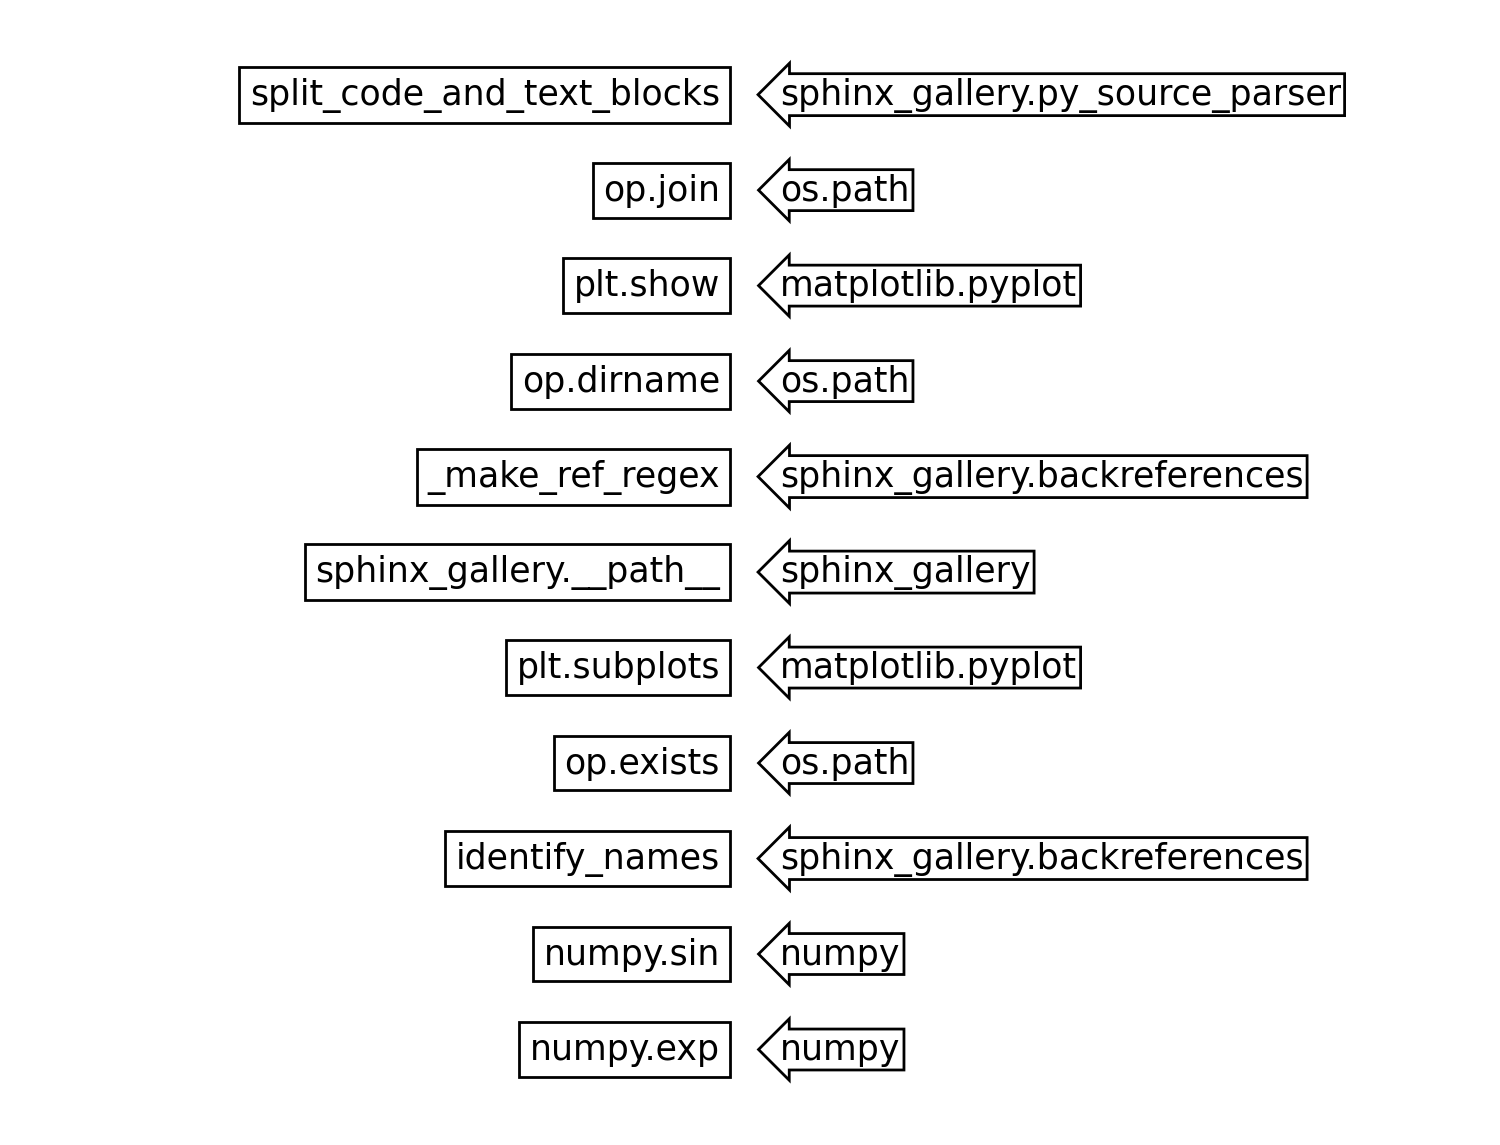 split_code_and_text_blocks sphinx_gallery.py_source_parser
op.join os.path
plt.show matplotlib.pyplot
op.dirname os.path
_make_ref_regex sphinx_gallery.backreferences
sphinx_gallery.__path__ sphinx_gallery
plt.subplots matplotlib.pyplot
op.exists os.path
identify_names sphinx_gallery.backreferences
numpy.sin numpy
numpy.exp numpy